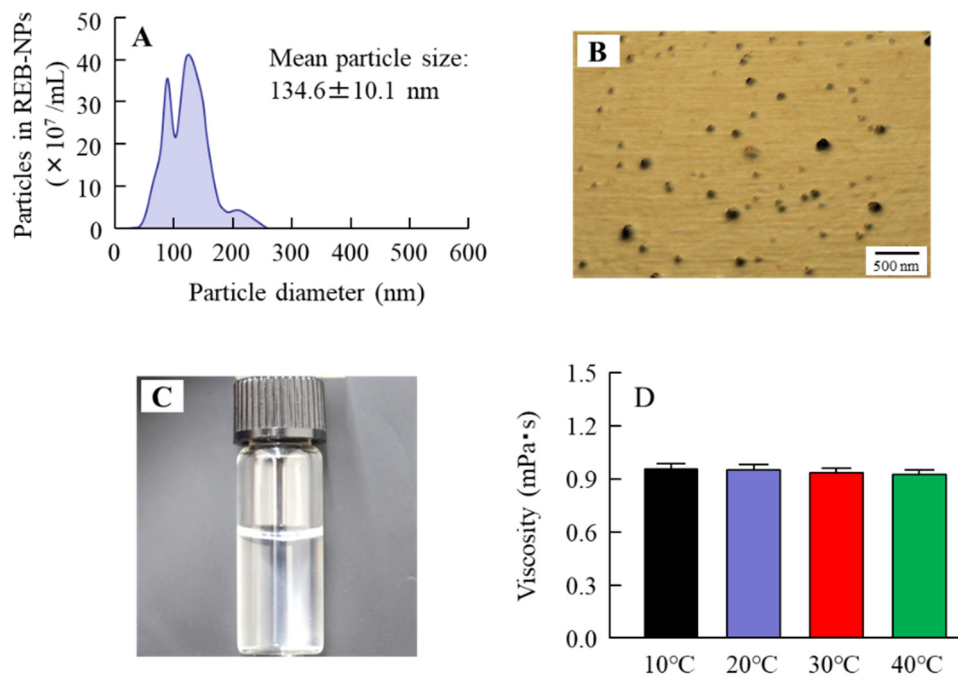 A
Mean particle size:
134.6±10.1 nm
Particles in REB-NPs
( × 10⁷ /mL)
50
40
30
20
10
0
0 100 200 300 400 500 600
Particle diameter (nm)
B
500 nm
C
D
Viscosity (mPa・s)
1.5
1.2
0.9
0.6
0.3
0.0
10℃ 20℃ 30℃ 40℃